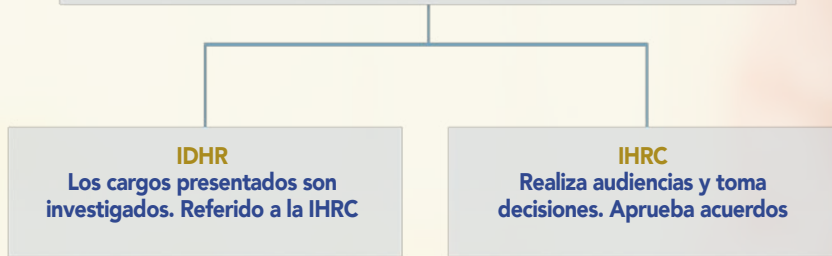 IDHR
Los cargos presentados son
investigados. Referido a la IHRC
IHRC
Realiza audiencias y toma
decisiones. Aprueba acuerdos